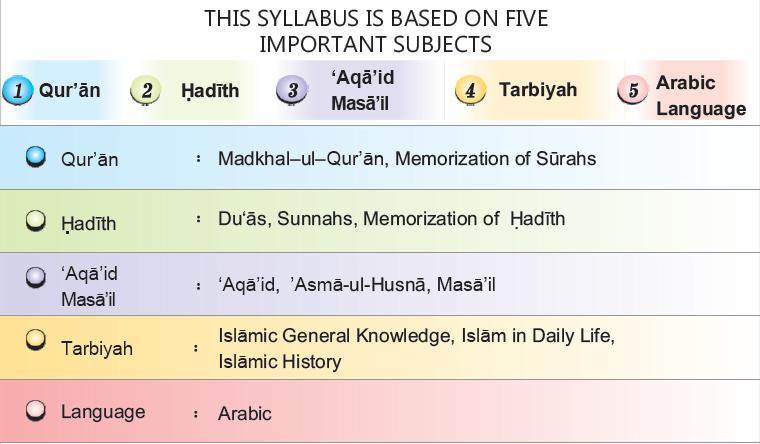 THIS SYLLABUS IS BASED ON FIVE
IMPORTANT SUBJECTS
1 Qur’ān 2 Ḥadīth 3 ‘Aqā’id Masā’il 4 Tarbiyah 5 Arabic Language
Qur’ān : Madkhal–ul–Qur’ān, Memorization of Sūrahs
Ḥadīth : Du‘ās, Sunnahs, Memorization of Ḥadīth
‘Aqā’id
Masā’il : ‘Aqā’id, ’Asmā-ul-Husnā, Masā’il
Tarbiyah : Islāmic General Knowledge, Islām in Daily Life,
Islāmic History
Language : Arabic